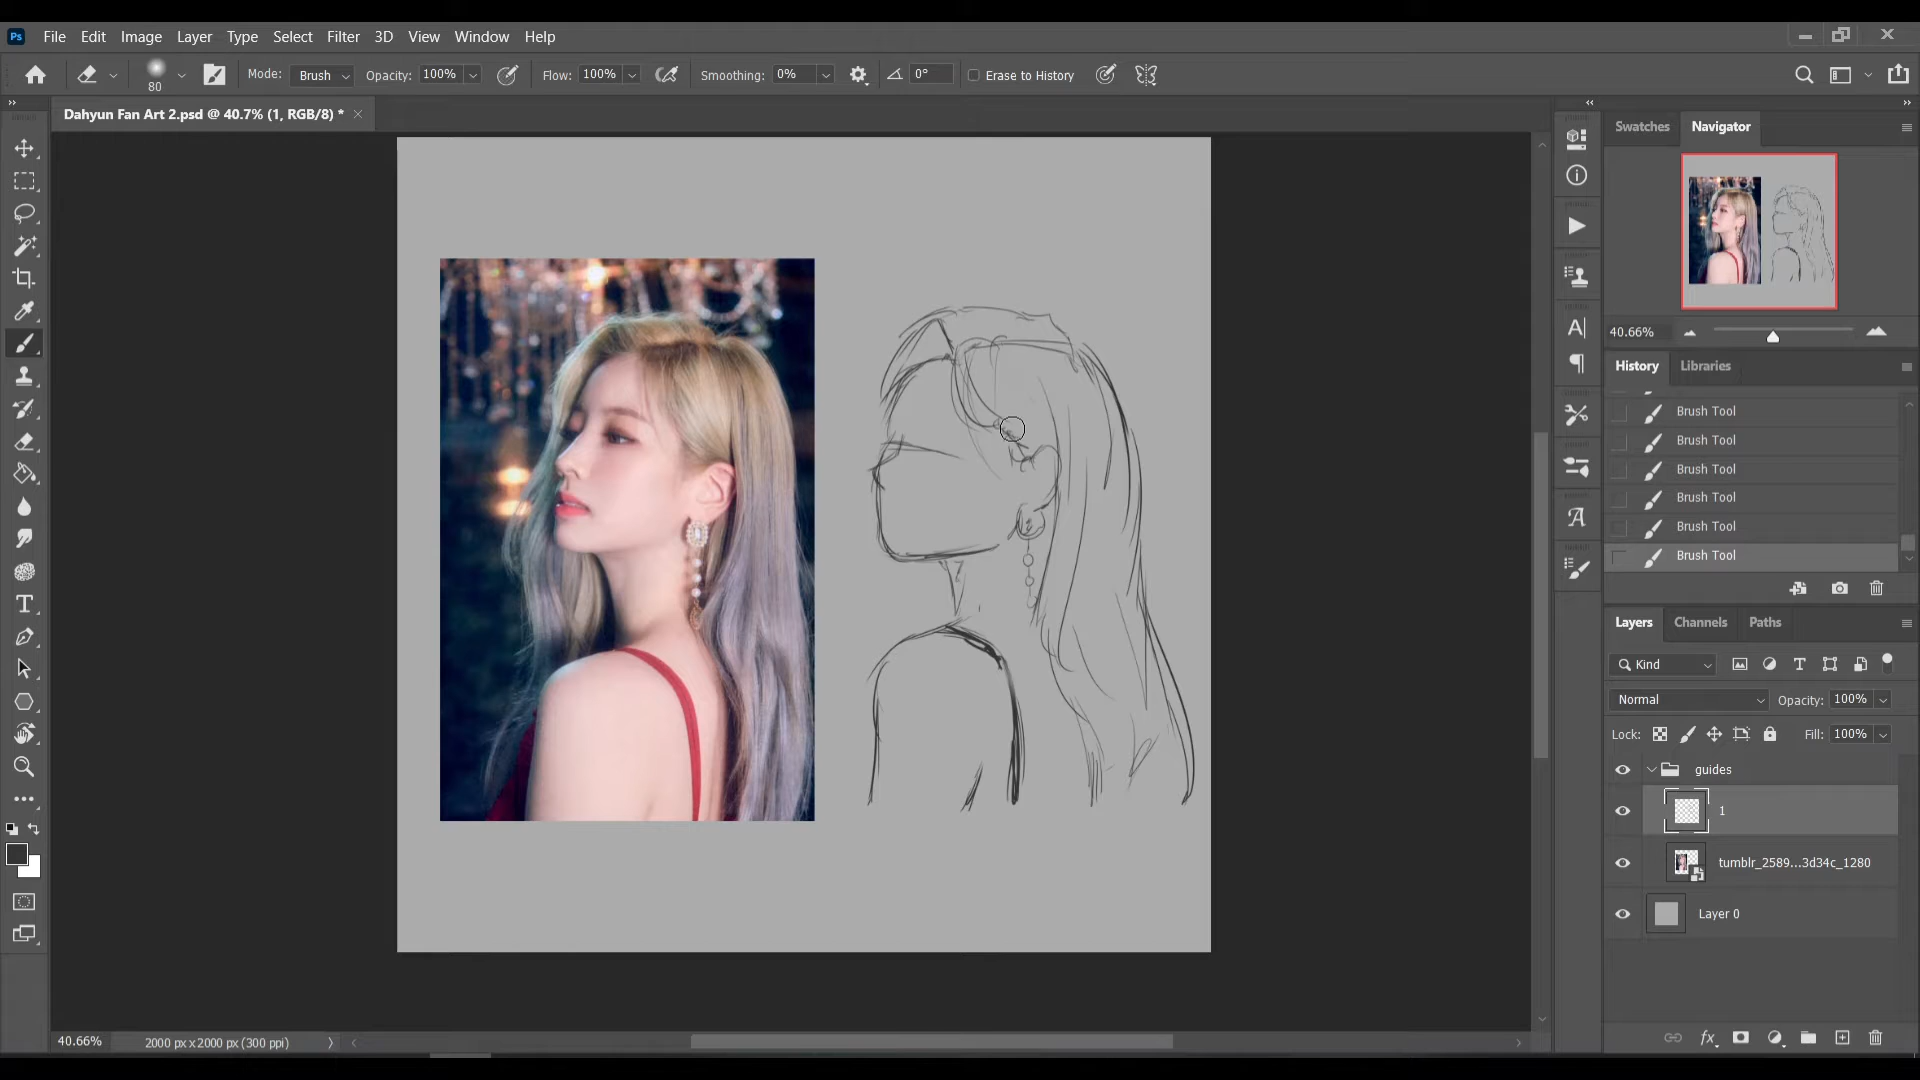 Ps File Edit Image Layer Type Select Filter 3D View Window Help
80 Mode: Brush Opacity: 100% Flow: 100% Smoothing: 0% 0° Erase to History
Dahyun Fan Art 2.psd @ 40.7% (1, RGB/8) *
Swatches Navigator
40.66%
History Libraries
Brush Tool
Brush Tool
Brush Tool
Brush Tool
Brush Tool
Brush Tool
Layers Channels Paths
Kind
Normal Opacity: 100%
Lock: Fill: 100%
guides
1
tumblr_2589...3d34c_1280
Layer 0
40.66% 2000 px x 2000 px (300 ppi)